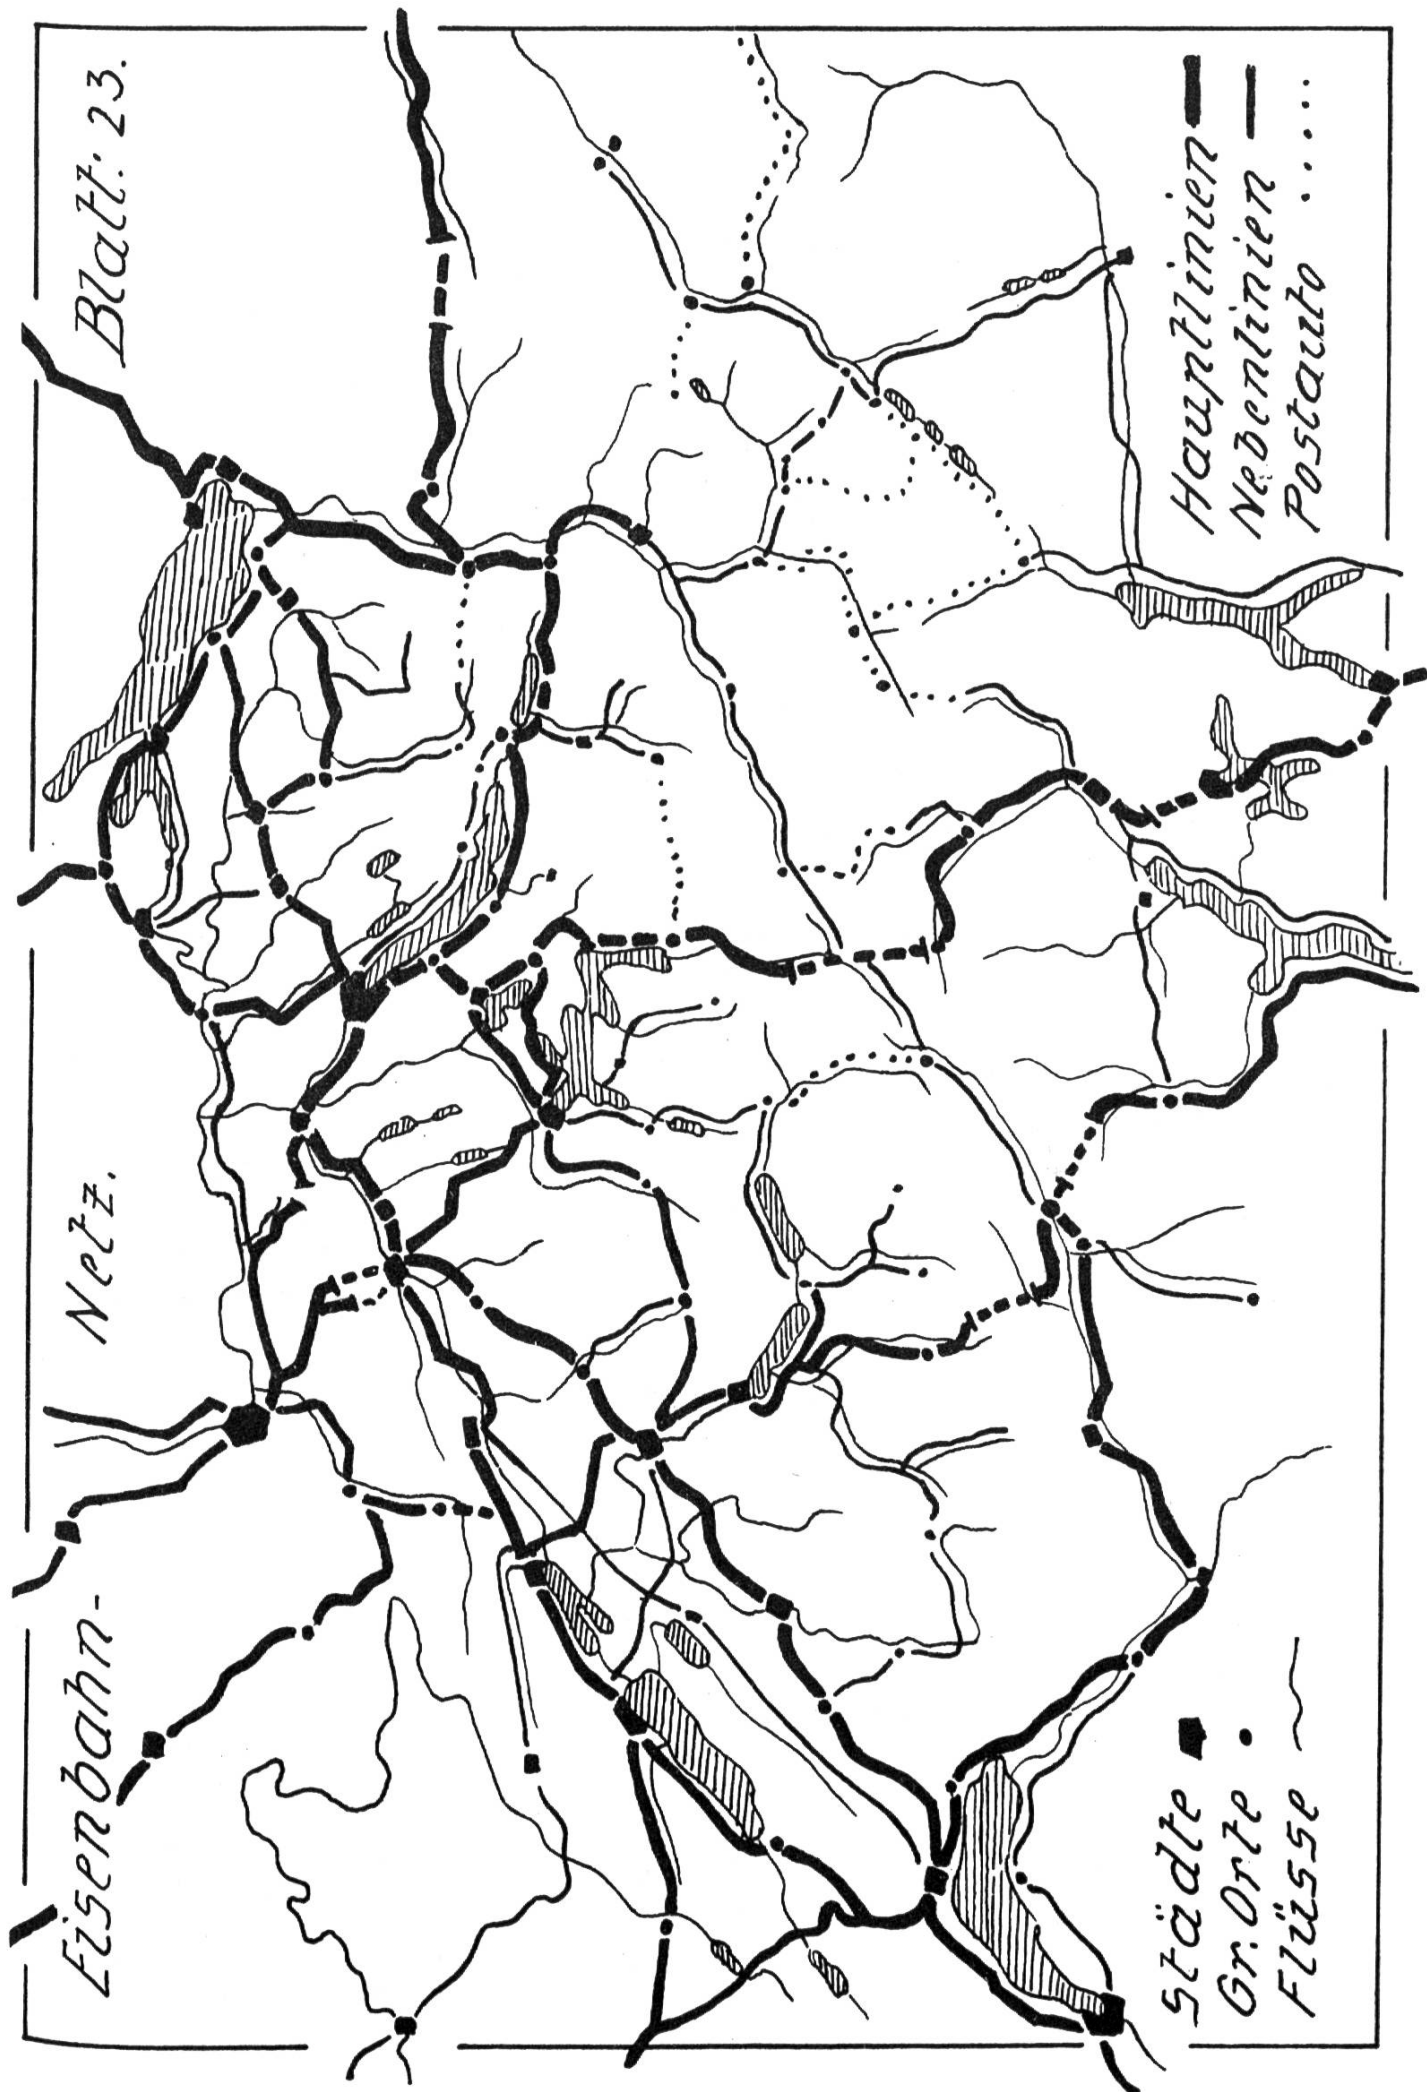 Eisenbahn-Netz. Blatt: 23.
Städte
Gr. Orte
Flüsse
Hauptlinien
Nebenlinien
Postauto .....